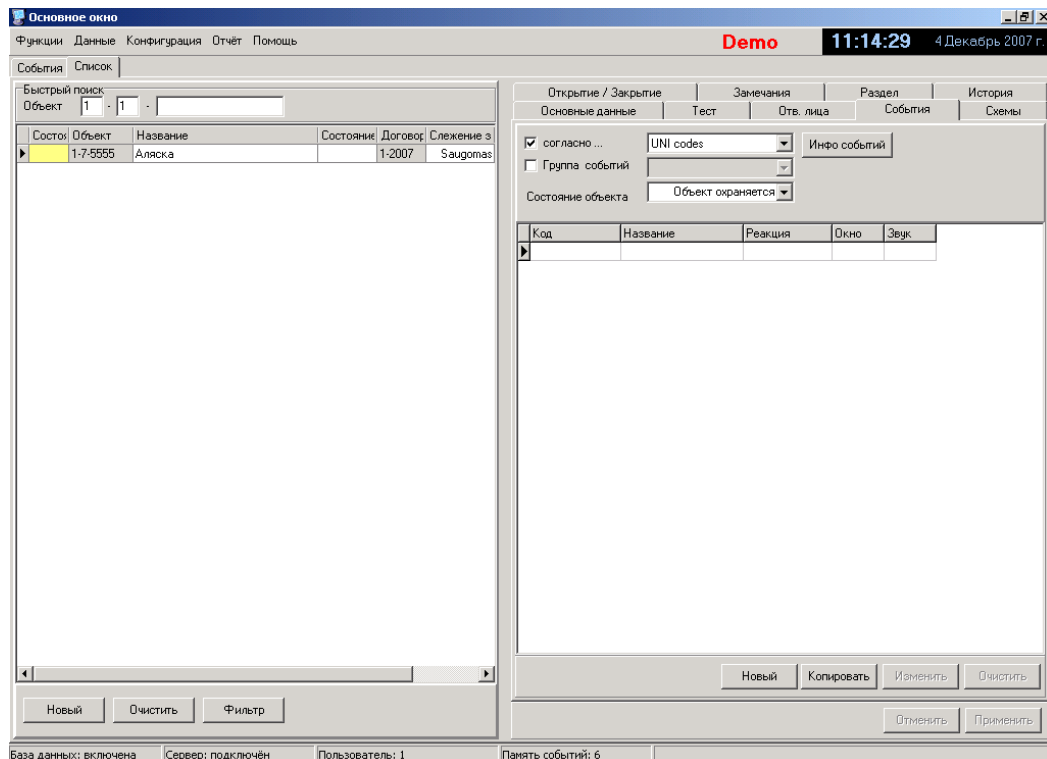 Основное окно
Функции Данные Конфигурация Отчёт Помощь
Demo 11:14:29 4 Декабрь 2007 г.
События Список
Быстрый поиск
Объект 1 - 1 -
Состоя Объект Название Состояние Договор Слежение з
1-7-5555 Аляска 1-2007 Saugomas
Открытие / Закрытие Замечания Раздел История
Основные данные Тест Отв. лица События Схемы
согласно ... UNI codes Инфо событий
Группа событий
Состояние объекта Объект охраняется
Код Название Реакция Окно Звук
Новый Копировать Изменить Очистить
Новый Очистить Фильтр
Отменить Применить
База данных: включена Сервер: подключён Пользователь: 1 Память событий: 6